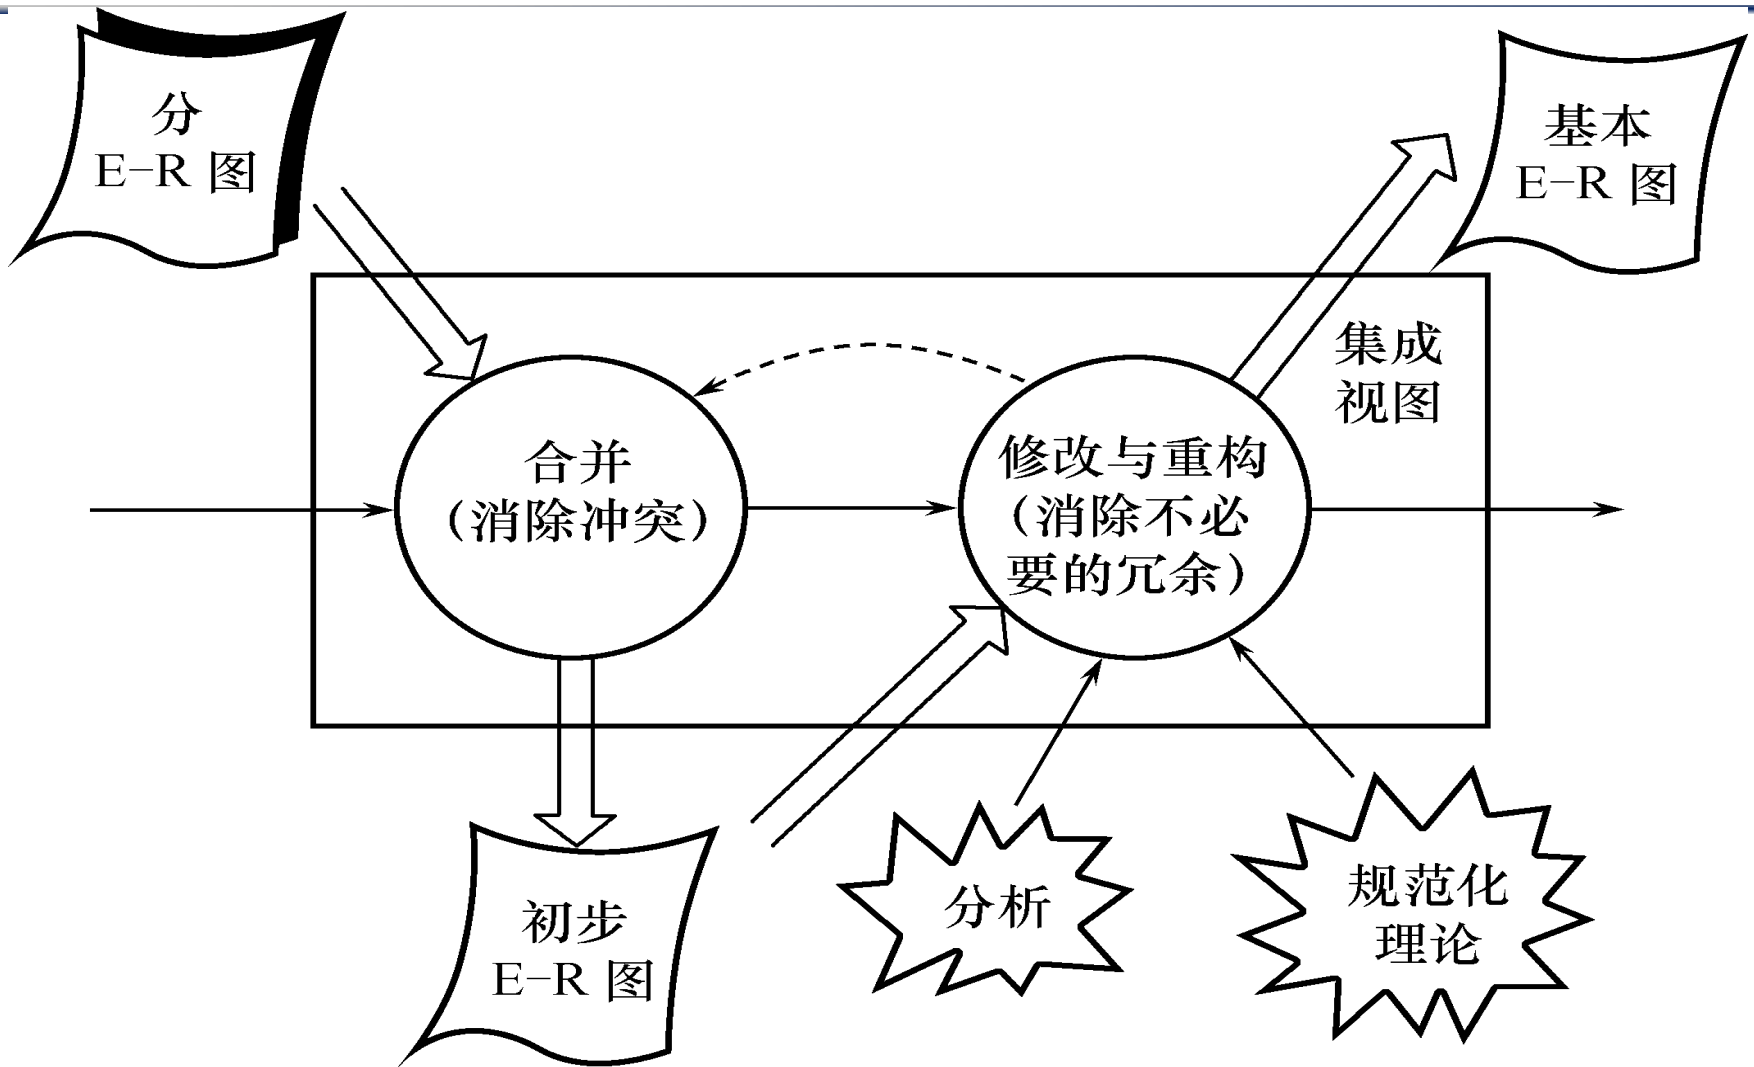 分
E-R 图
基本
E-R 图
集成
视图
合并
（消除冲突）
修改与重构
（消除不必
要的冗余）
初步
E-R 图
分析
规范化
理论